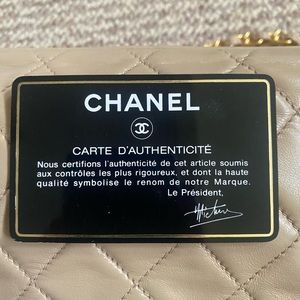 CHANEL
CARTE D'AUTHENTICITÉ
Nous certifions l'authenticité de cet article soumis
aux contrôles les plus rigoureux, et dont la haute
qualité symbolise le renom de notre Marque.
Le Président,